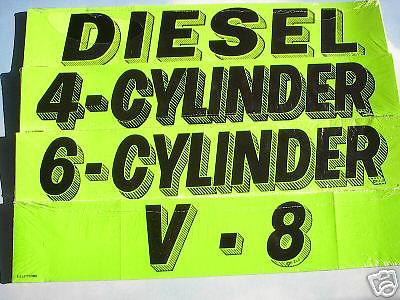 DIESEL
4-CYLINDER
6-CYLINDER
V - 8